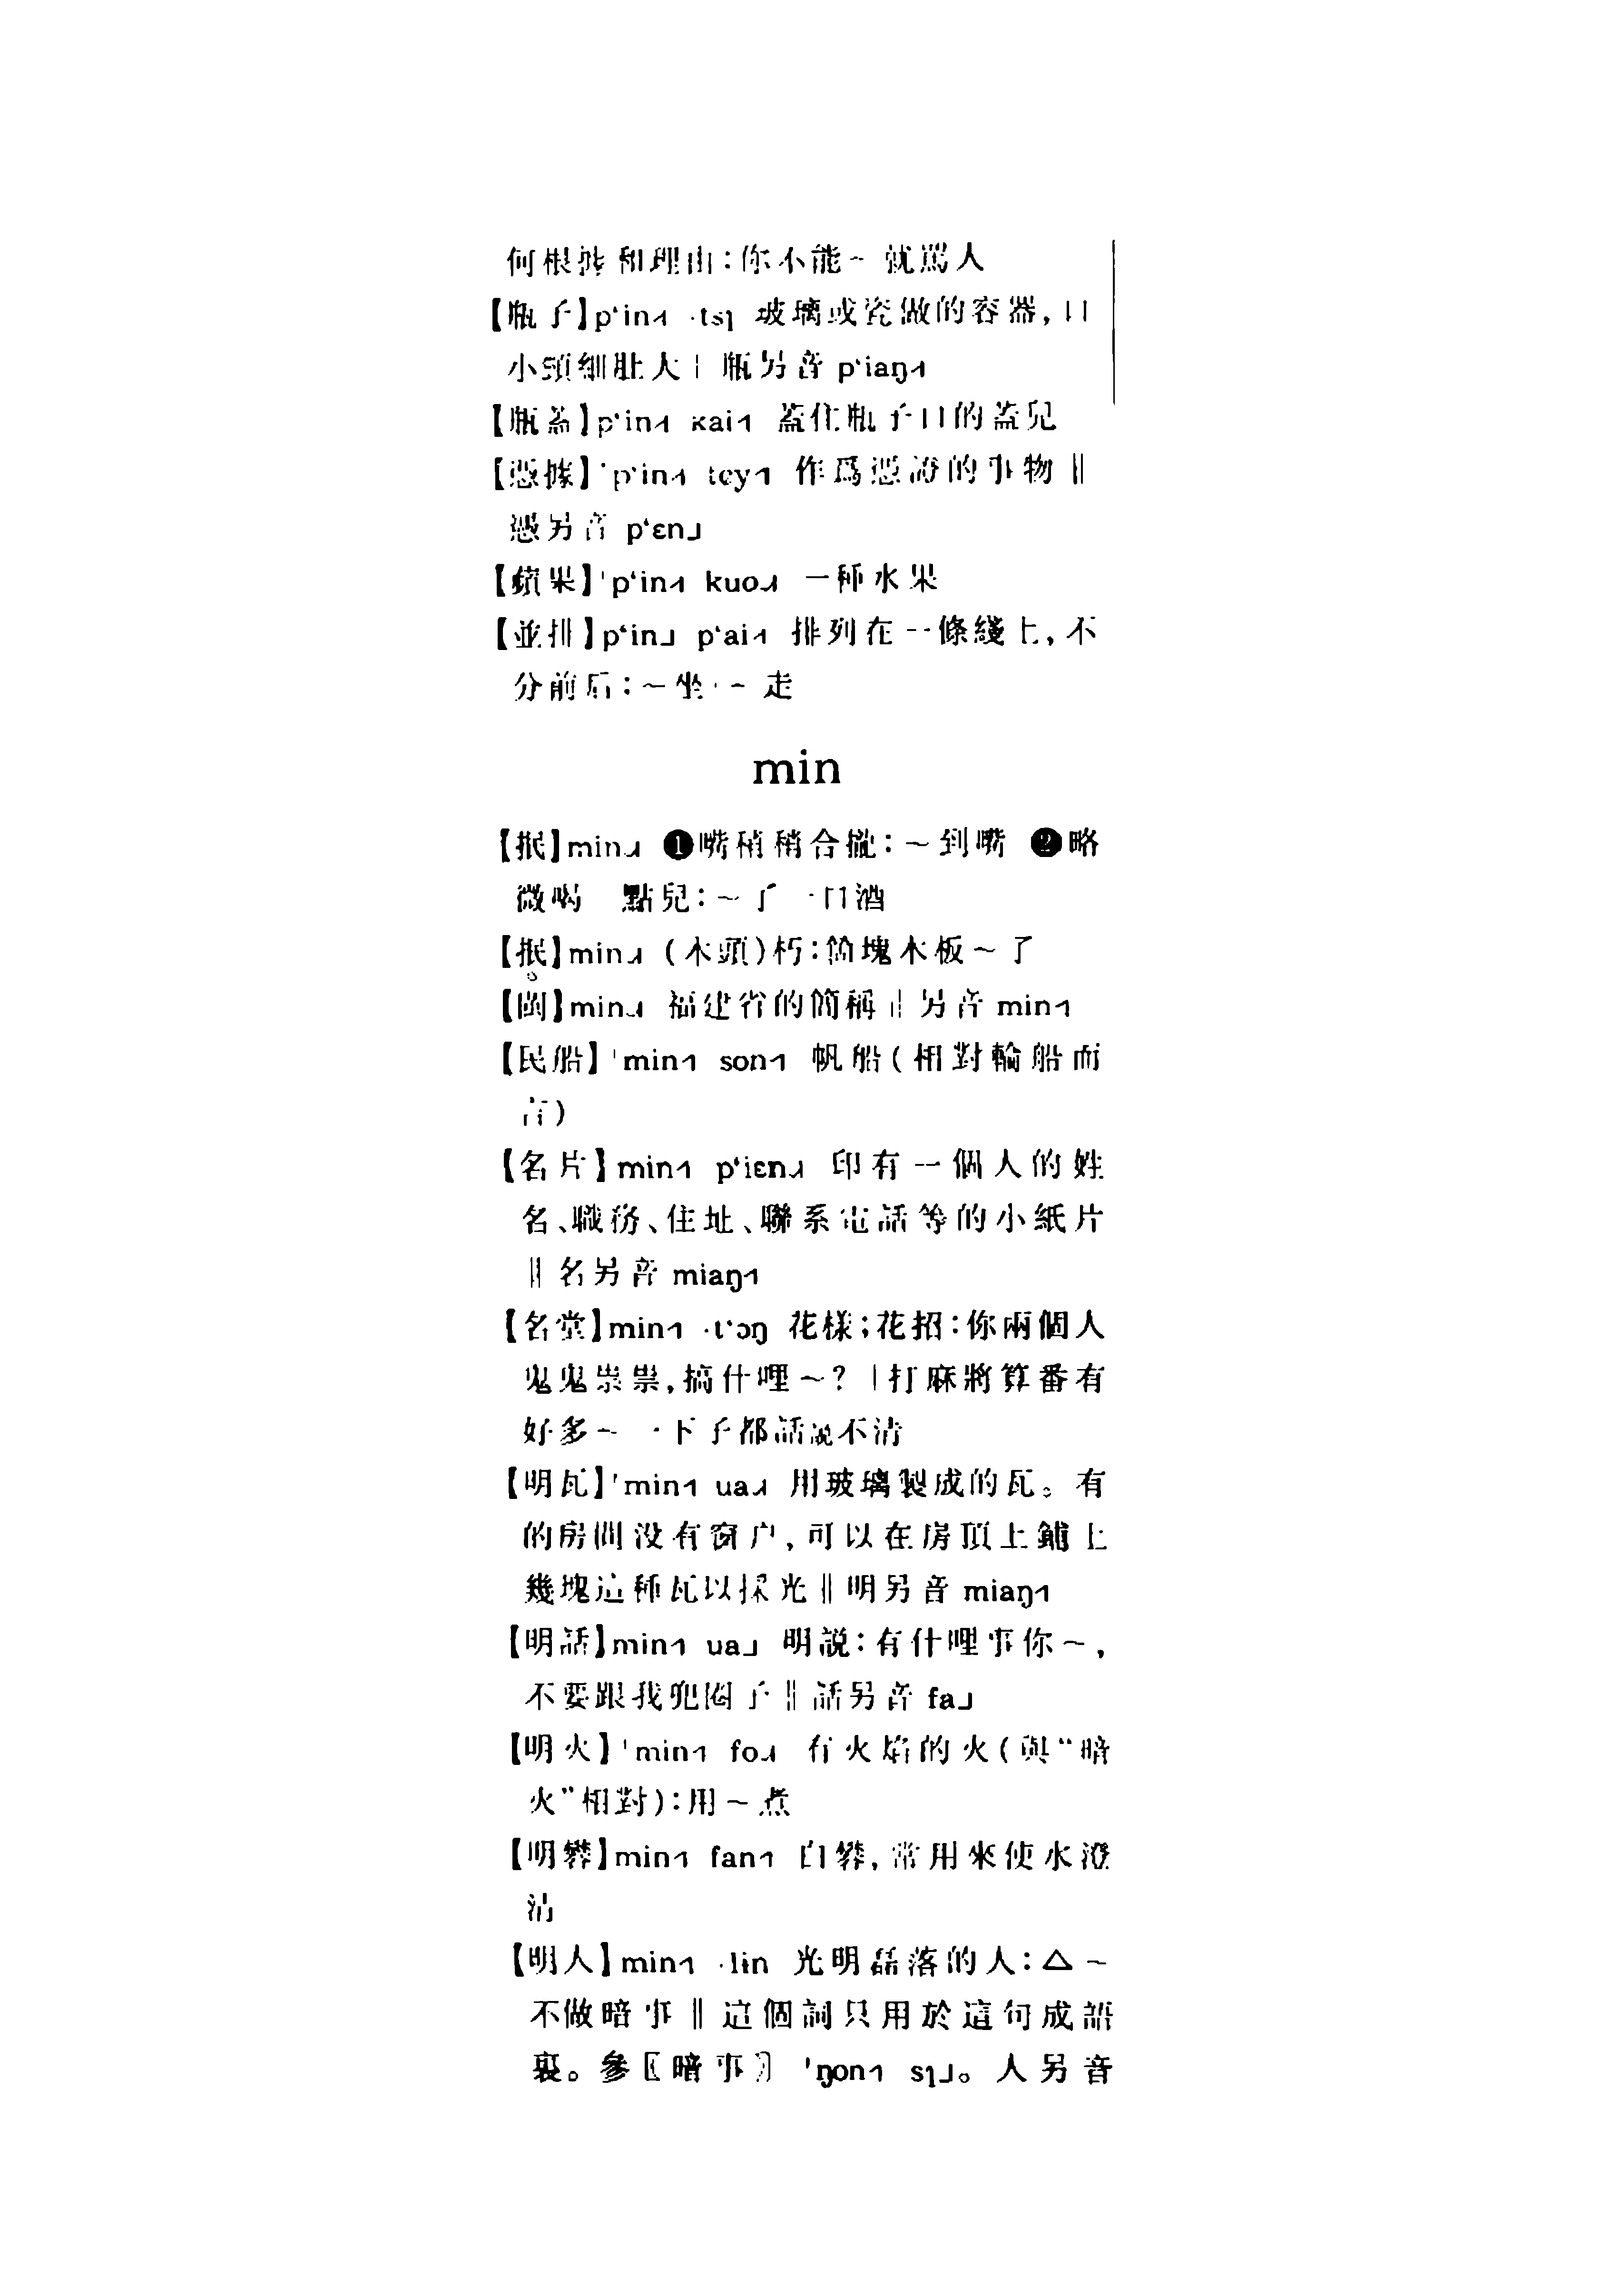 何根據和理由：你不能～就駡人
【瓶子】pʻin˧ ·tsʅ 玻璃或瓷做的容器，口
小頸細肚大‖瓶另音 pʻiaŋ˧
【瓶蓋】pʻin˧ kai˧ 蓋住瓶子口的蓋兒
【憑據】ˈpʻin˧ tɕy˥ 作爲憑證的事物‖
憑另音 pʻɛn˩
【蘋果】ˈpʻin˧ kuo˩ 一種水果
【並排】pʻin˩ pʻai˧ 排列在一條綫上，不
分前后：～坐｜～走
min
【抿】min˩ ❶嘴稍稍合攏：～到嘴 ❷略
微喝一點兒：～了一口酒
【抿】min˩ （木頭）朽：箇塊木板～了
【閩】min˩ 福建省的簡稱‖另音 min˥
【民船】ˈmin˥ son˧ 帆船（相對輪船而
言）
【名片】min˥ pʻiɛn˩ 印有一個人的姓
名、職務、住址、聯系電話等的小紙片
‖名另音 miaŋ˥
【名堂】min˥ ·tʻɔŋ 花樣；花招：你兩個人
鬼鬼祟祟，搞什哩～？｜打麻將算番有
好多～ 一下子都話説不清
【明瓦】ˈmin˥ ua˩ 用玻璃製成的瓦。有
的房間没有窗户，可以在房頂上鋪上
幾塊這種瓦以採光‖明另音 miaŋ˥
【明話】min˥ ua˩ 明説：有什哩事你～，
不要跟我兜圈子‖話另音 fa˩
【明火】ˈmin˥ fo˩ 有火焰的火（與“暗
火”相對）：用～煮
【明礬】min˥ fan˥ 白礬，常用來使水澄
清
【明人】min˥ ·lin 光明磊落的人：△～
不做暗事‖這個詞只用於這句成語
裏。參〖暗事〗 ˈŋon˥ sʅ˩。人另音